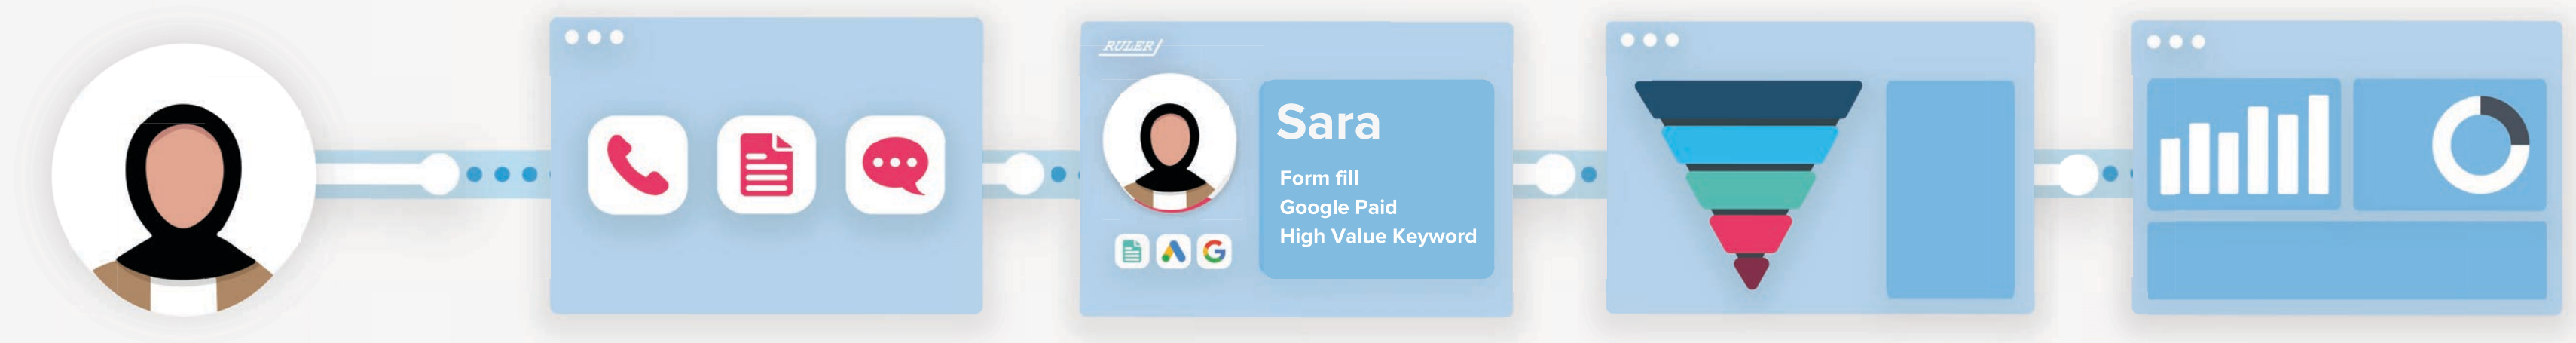 RULER
Sara
Form fill
Google Paid
High Value Keyword